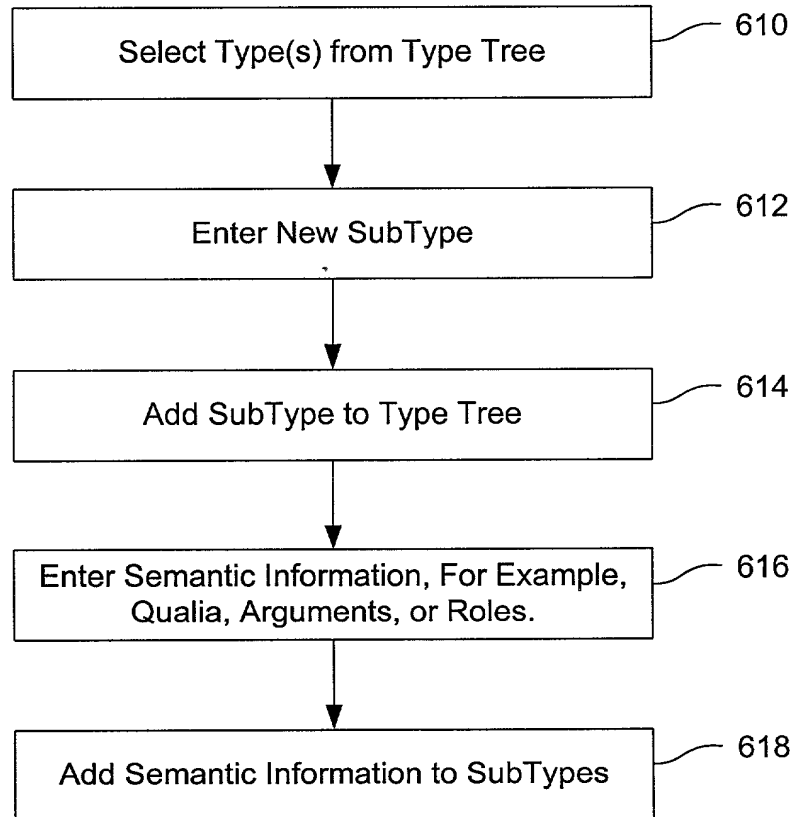 Select Type(s) from Type Tree
610
Enter New SubType
612
Add SubType to Type Tree
614
Enter Semantic Information, For Example,
Qualia, Arguments, or Roles.
616
Add Semantic Information to SubTypes
618